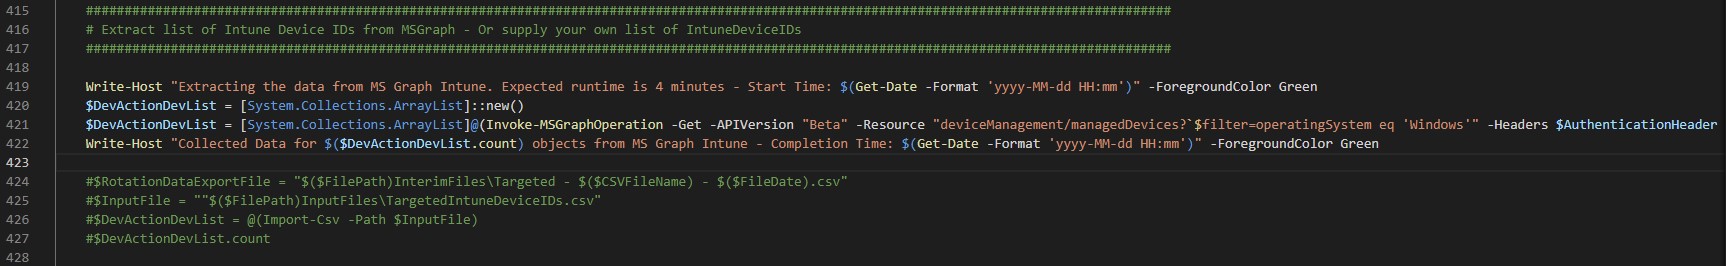 415 ##############################################################################################################################################
416 # Extract list of Intune Device IDs from MSGraph - Or supply your own list of IntuneDeviceIDs
417 ##############################################################################################################################################
418
419 Write-Host "Extracting the data from MS Graph Intune. Expected runtime is 4 minutes - Start Time: $(Get-Date -Format 'yyyy-MM-dd HH:mm')" -ForegroundColor Green
420 $DevActionDevList = [System.Collections.ArrayList]::new()
421 $DevActionDevList = [System.Collections.ArrayList]@(Invoke-MSGraphOperation -Get -APIVersion "Beta" -Resource "deviceManagement/managedDevices?`$filter=operatingSystem eq 'Windows'" -Headers $AuthenticationHeader
422 Write-Host "Collected Data for $($DevActionDevList.count) objects from MS Graph Intune - Completion Time: $(Get-Date -Format 'yyyy-MM-dd HH:mm')" -ForegroundColor Green
423
424 #$RotationDataExportFile = "$($FilePath)InterimFiles\Targeted - $($CSVFileName) - $($FileDate).csv"
425 #$InputFile = ""$($FilePath)InputFiles\TargetedIntuneDeviceIDs.csv"
426 #$DevActionDevList = @(Import-Csv -Path $InputFile)
427 #$DevActionDevList.count
428